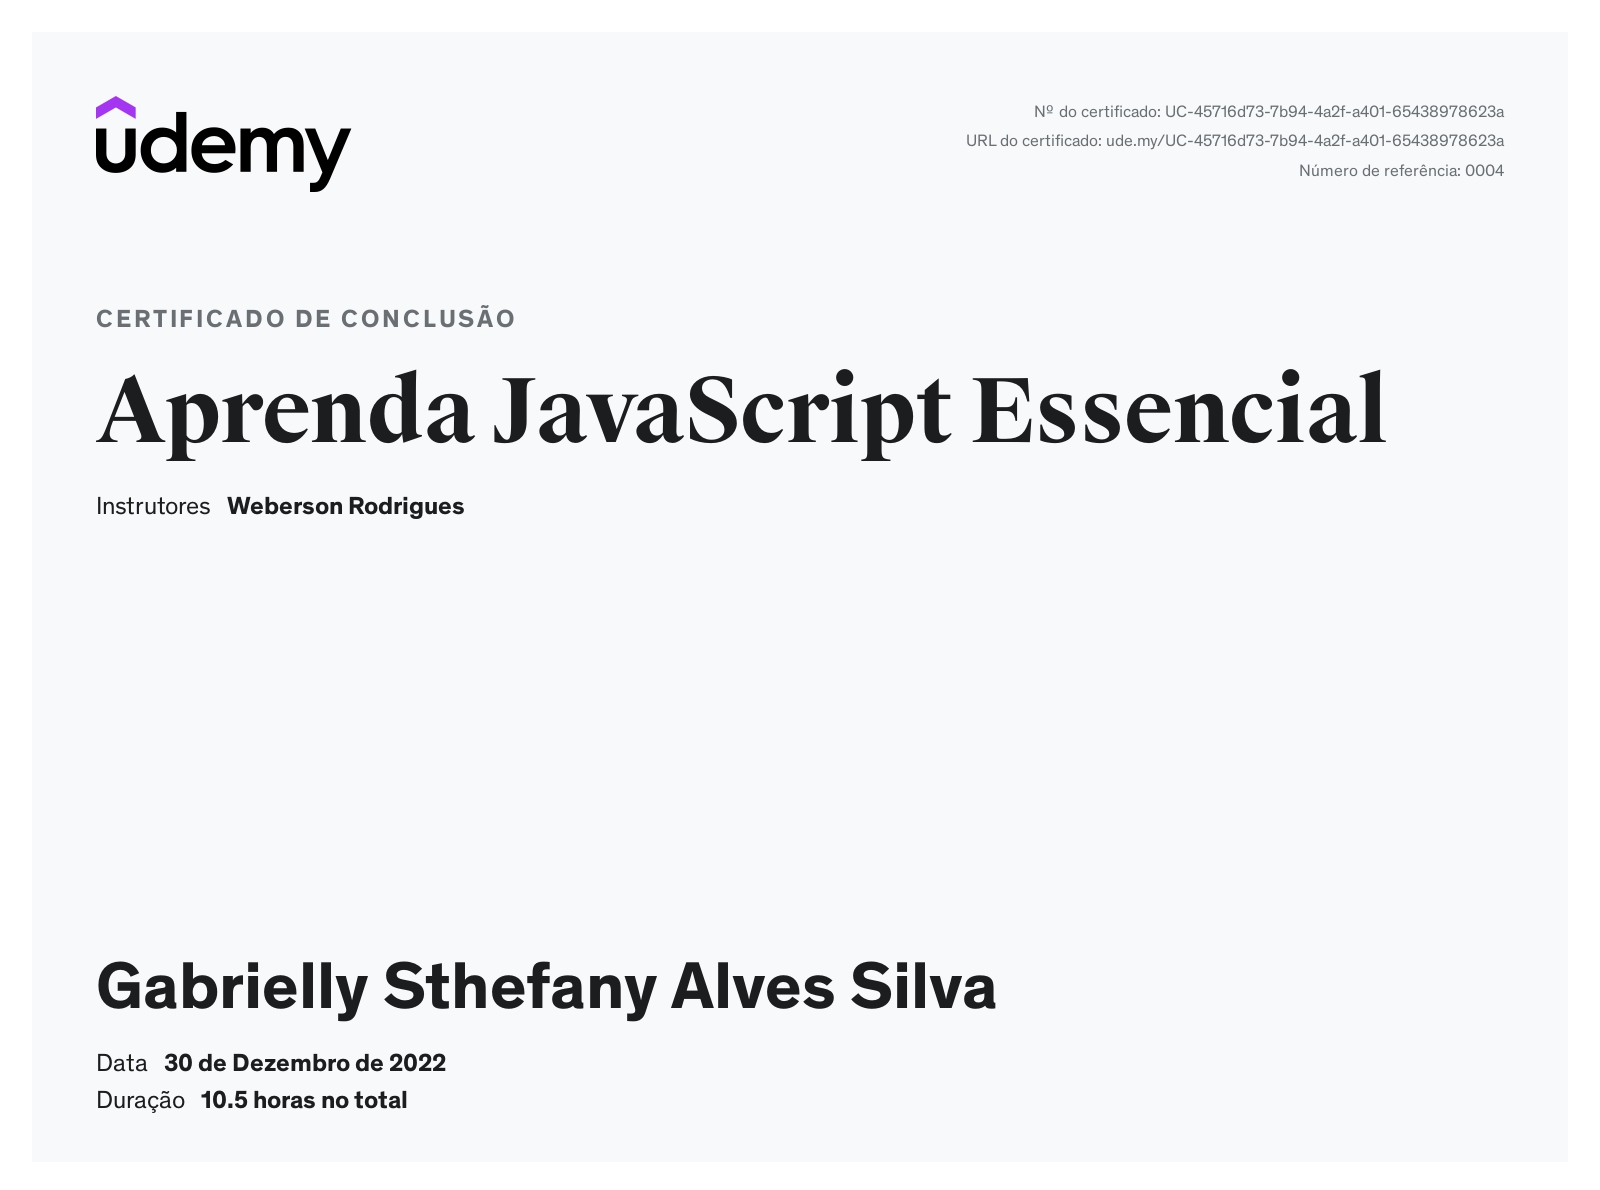 udemy
Nº do certificado: UC-45716d73-7b94-4a2f-a401-65438978623a
URL do certificado: ude.my/UC-45716d73-7b94-4a2f-a401-65438978623a
Número de referência: 0004
CERTIFICADO DE CONCLUSÃO
Aprenda JavaScript Essencial
Instrutores Weberson Rodrigues
Gabrielly Sthefany Alves Silva
Data 30 de Dezembro de 2022
Duração 10.5 horas no total